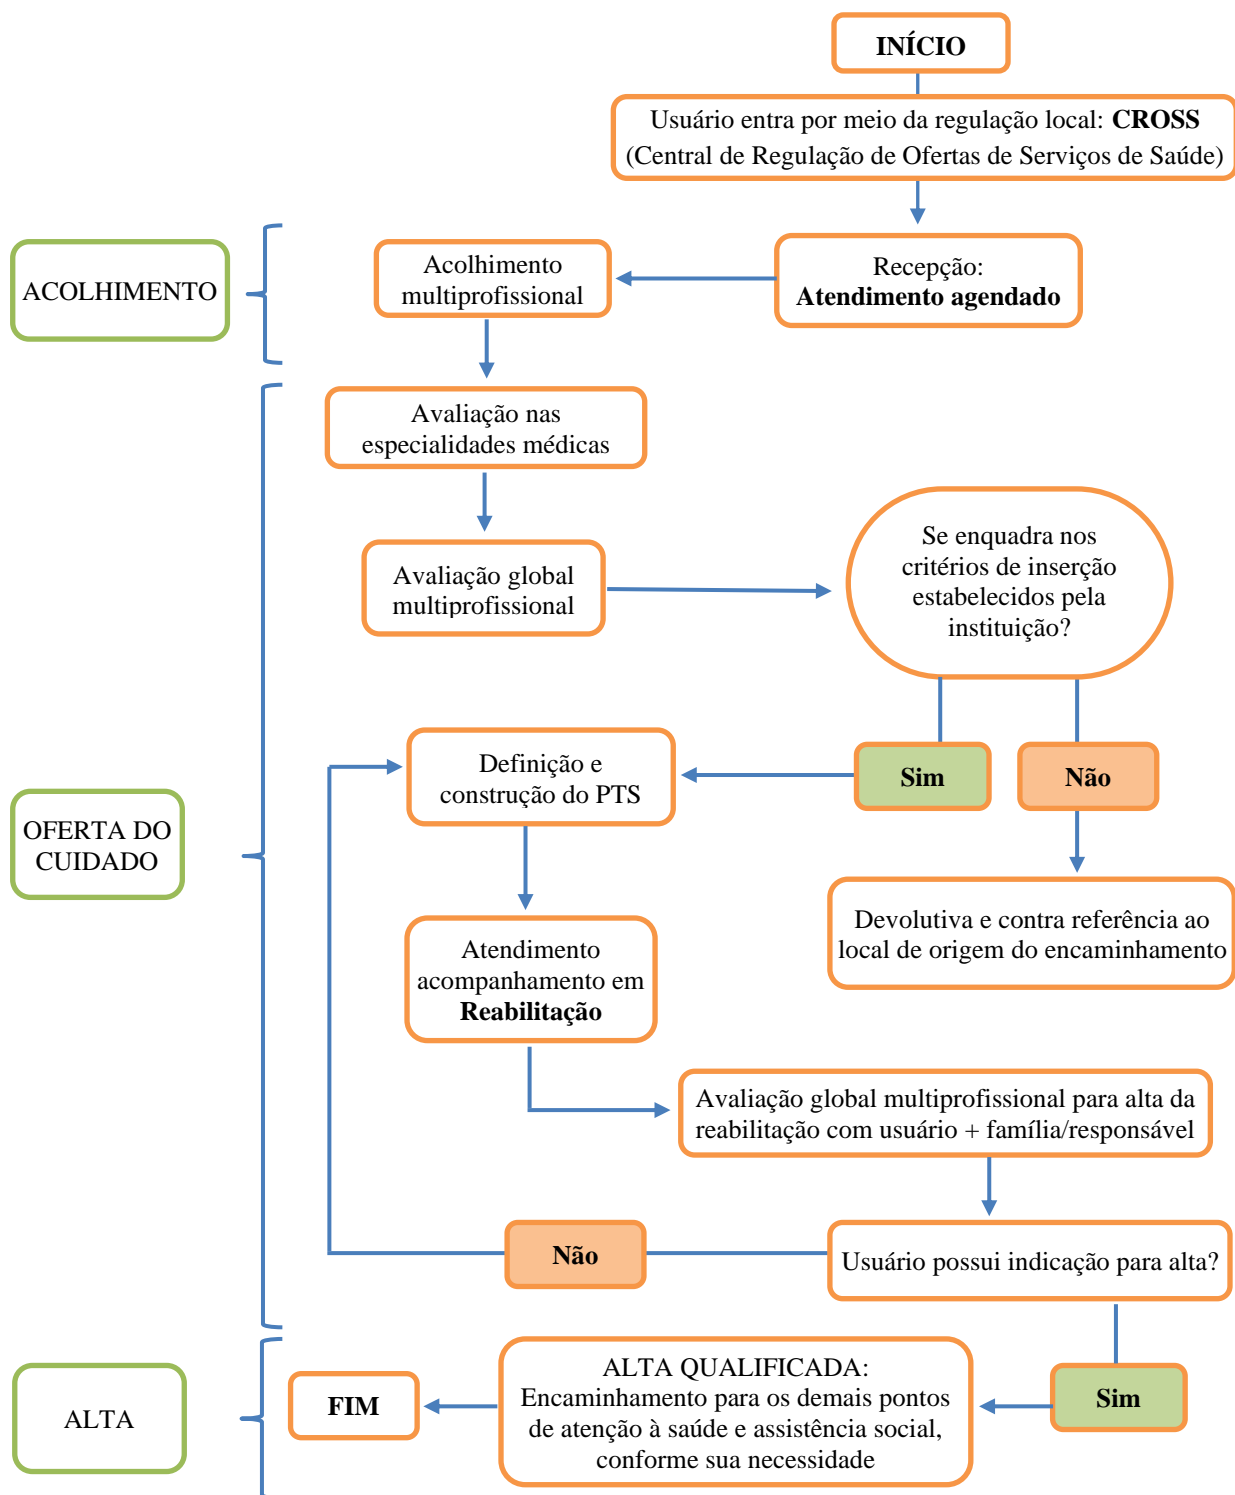 INÍCIO
Usuário entra por meio da regulação local: CROSS
(Central de Regulação de Ofertas de Serviços de Saúde)
ACOLHIMENTO
Recepção:
Atendimento agendado
Acolhimento
multiprofissional
OFERTA DO
CUIDADO
Avaliação nas
especialidades médicas
Avaliação global
multiprofissional
Se enquadra nos
critérios de inserção
estabelecidos pela
instituição?
Sim
Não
Definição e
construção do PTS
Devolutiva e contra referência ao
local de origem do encaminhamento
Atendimento
acompanhamento em
Reabilitação
Avaliação global multiprofissional para alta da
reabilitação com usuário + família/responsável
Usuário possui indicação para alta?
Não
Sim
ALTA
ALTA QUALIFICADA:
Encaminhamento para os demais pontos
de atenção à saúde e assistência social,
conforme sua necessidade
FIM